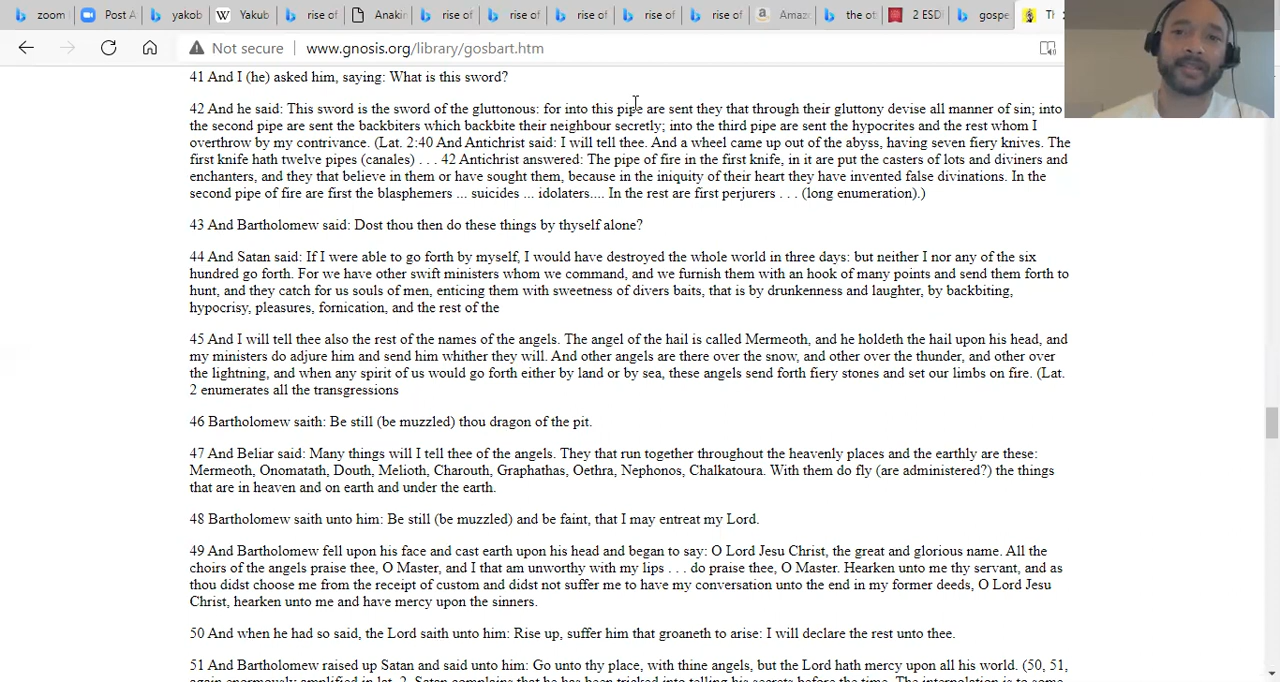 zoom
Post A
yakob
Yakub
rise of
Anakin
rise of
rise of
rise of
rise of
rise of
Amaz
the ot
2 ESD
gospe
Th
Not secure
www.gnosis.org/library/gosbart.htm
41 And I (he) asked him, saying: What is this sword?
42 And he said: This sword is the sword of the gluttonous: for into this pipe are sent they that through their gluttony devise all manner of sin; into
the second pipe are sent the backbiters which backbite their neighbour secretly; into the third pipe are sent the hypocrites and the rest whom I
overthrow by my contrivance. (Lat. 2:40 And Antichrist said: I will tell thee. And a wheel came up out of the abyss, having seven fiery knives. The
first knife hath twelve pipes (canales) . . . 42 Antichrist answered: The pipe of fire in the first knife, in it are put the casters of lots and diviners and
enchanters, and they that believe in them or have sought them, because in the iniquity of their heart they have invented false divinations. In the
second pipe of fire are first the blasphemers ... suicides ... idolaters.... In the rest are first perjurers . . . (long enumeration).)
43 And Bartholomew said: Dost thou then do these things by thyself alone?
44 And Satan said: If I were able to go forth by myself, I would have destroyed the whole world in three days: but neither I nor any of the six
hundred go forth. For we have other swift ministers whom we command, and we furnish them with an hook of many points and send them forth to
hunt, and they catch for us souls of men, enticing them with sweetness of divers baits, that is by drunkenness and laughter, by backbiting,
hypocrisy, pleasures, fornication, and the rest of the
45 And I will tell thee also the rest of the names of the angels. The angel of the hail is called Mermeoth, and he holdeth the hail upon his head, and
my ministers do adjure him and send him whither they will. And other angels are there over the snow, and other over the thunder, and other over
the lightning, and when any spirit of us would go forth either by land or by sea, these angels send forth fiery stones and set our limbs on fire. (Lat.
2 enumerates all the transgressions
46 Bartholomew saith: Be still (be muzzled) thou dragon of the pit.
47 And Beliar said: Many things will I tell thee of the angels. They that run together throughout the heavenly places and the earthly are these:
Mermeoth, Onomatath, Douth, Melioth, Charouth, Graphathas, Oethra, Nephonos, Chalkatoura. With them do fly (are administered?) the things
that are in heaven and on earth and under the earth.
48 Bartholomew saith unto him: Be still (be muzzled) and be faint, that I may entreat my Lord.
49 And Bartholomew fell upon his face and cast earth upon his head and began to say: O Lord Jesu Christ, the great and glorious name. All the
choirs of the angels praise thee, O Master, and I that am unworthy with my lips . . . do praise thee, O Master. Hearken unto me thy servant, and as
thou didst choose me from the receipt of custom and didst not suffer me to have my conversation unto the end in my former deeds, O Lord Jesu
Christ, hearken unto me and have mercy upon the sinners.
50 And when he had so said, the Lord saith unto him: Rise up, suffer him that groaneth to arise: I will declare the rest unto thee.
51 And Bartholomew raised up Satan and said unto him: Go unto thy place, with thine angels, but the Lord hath mercy upon all his world. (50, 51,
again enormously amplified in lat. 2. Satan complains that he has been tricked into telling his secrets before the time. The interpolation is to some